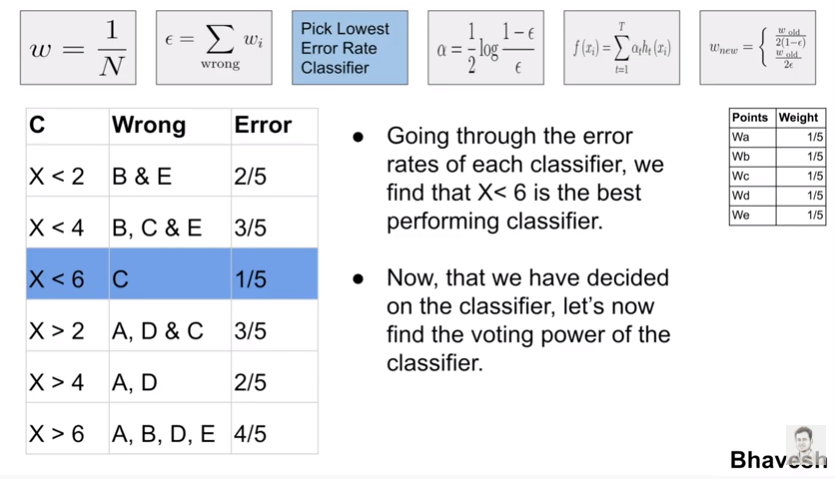 w = 1/N
ϵ = ∑ wrong w_i
Pick Lowest
Error Rate
Classifier
α = 1/2 log (1 − ϵ)/ϵ
f(x_i) = ∑_{t=1}^{T} α_t h_t(x_i)
w_new = { w_old / 2(1−ϵ)
w_old / 2ϵ
C Wrong Error
X < 2 B & E 2/5
X < 4 B, C & E 3/5
X < 6 C 1/5
X > 2 A, D & C 3/5
X > 4 A, D 2/5
X > 6 A, B, D, E 4/5
● Going through the error
rates of each classifier, we
find that X< 6 is the best
performing classifier.
● Now, that we have decided
on the classifier, let's now
find the voting power of the
classifier.
Points Weight
Wa 1/5
Wb 1/5
Wc 1/5
Wd 1/5
We 1/5
Bhavesh